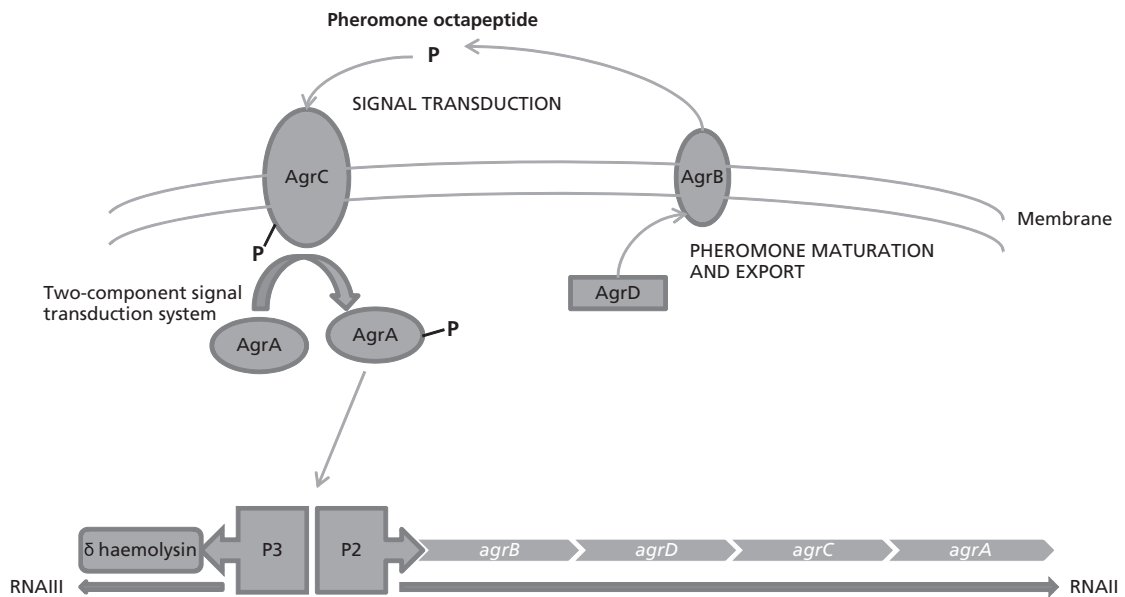 Pheromone octapeptide
P
SIGNAL TRANSDUCTION
AgrC
AgrB
Membrane
P
PHEROMONE MATURATION
AND EXPORT
AgrD
Two-component signal
transduction system
AgrA
AgrA
P
δ haemolysin
P3
P2
agrB
agrD
agrC
agrA
RNAIII
RNAII